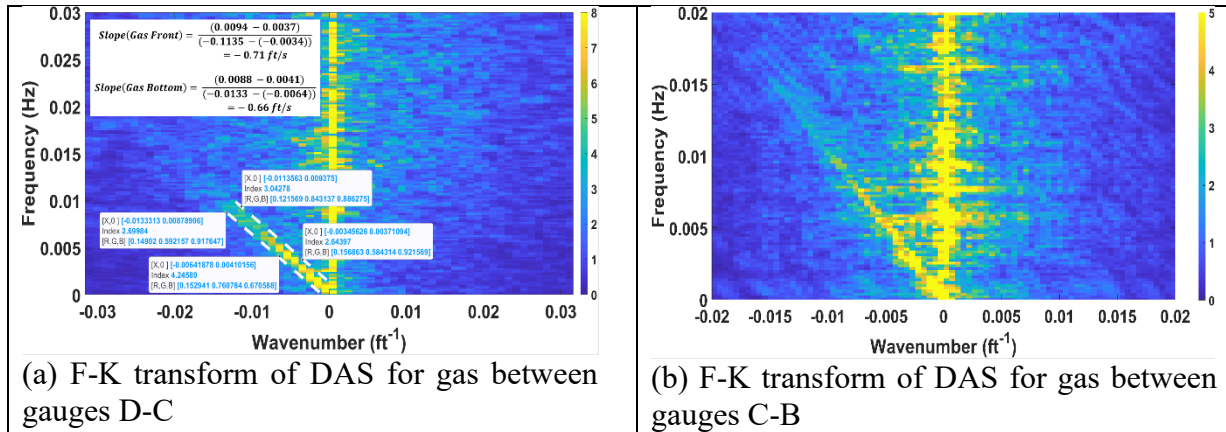 0.03
0.025
0.02
0.015
0.01
0.005
0
Frequency (Hz)
Slope(Gas Front) = (0.0094 − 0.0037) / (−0.1135 − (−0.0034))
= − 0.71 ft/s
Slope(Gas Bottom) = (0.0088 − 0.0041) / (−0.0133 − (−0.0064))
= − 0.66 ft/s
[X,0 ] [-0.0113563 0.009375]
Index 3.04278
[R,G,B] [0.121569 0.643137 0.886275]
[X,0 ] [-0.0133313 0.00878906]
Index 2.69984
[R,G,B] [0.14902 0.592157 0.917647]
[X,0 ] [-0.00345626 0.00371094]
Index 2.64397
[R,G,B] [0.156863 0.584314 0.921569]
[X,0 ] [-0.00641878 0.00410156]
Index 4.24589
[R,G,B] [0.152941 0.760784 0.670588]
-0.03 -0.02 -0.01 0 0.01 0.02 0.03
Wavenumber (ft⁻¹)
8
7
6
5
4
3
2
1
0
(a) F-K transform of DAS for gas between
gauges D-C
0.02
0.015
0.01
0.005
0
Frequency (Hz)
-0.02 -0.015 -0.01 -0.005 0 0.005 0.01 0.015 0.02
Wavenumber (ft⁻¹)
5
4
3
2
1
0
(b) F-K transform of DAS for gas between
gauges C-B